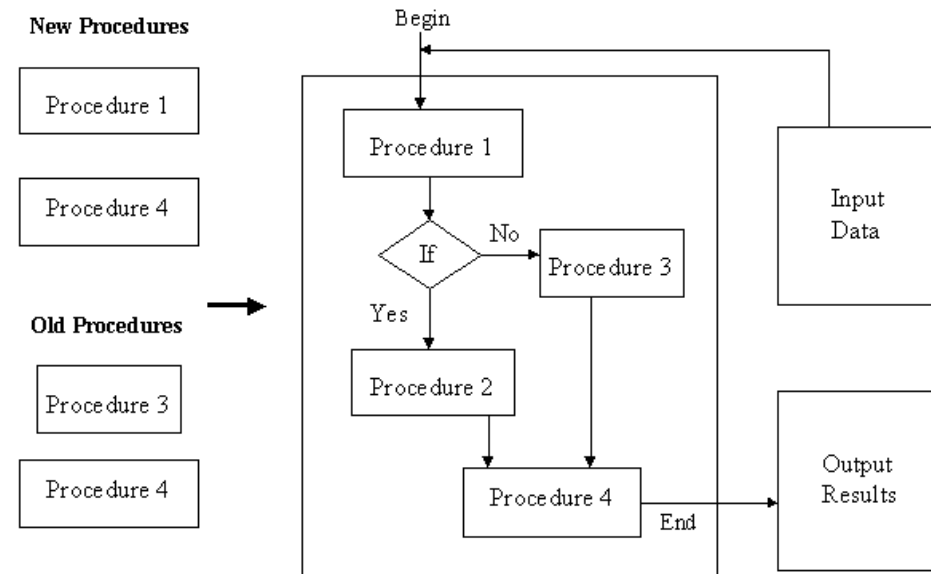 New Procedures
Procedure 1
Procedure 4
Old Procedures
Procedure 3
Procedure 4
Begin
Procedure 1
If
No
Procedure 3
Yes
Procedure 2
Procedure 4
End
Input
Data
Output
Results